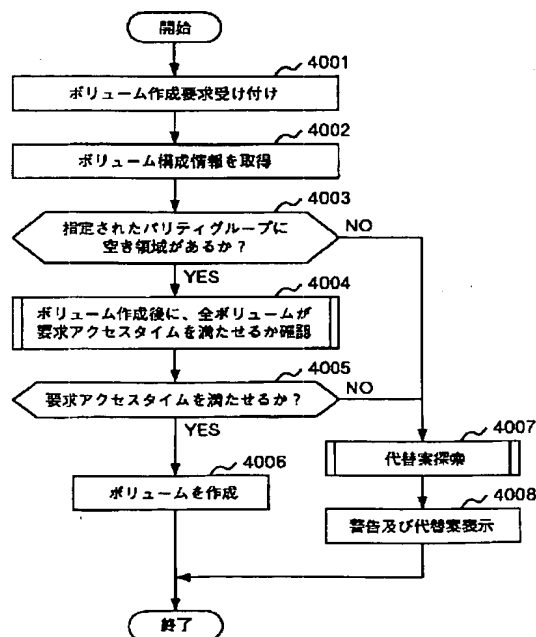 開始
4001
ボリューム作成要求受け付け
4002
ボリューム構成情報を取得
4003
指定されたパリティグループに
空き領域があるか?
NO
YES
4004
ボリューム作成後に、全ボリュームが
要求アクセスタイムを満たせるか確認
4005
要求アクセスタイムを満たせるか?
NO
YES
4007
代替案探索
4006
ボリュームを作成
4008
警告及び代替案表示
終了